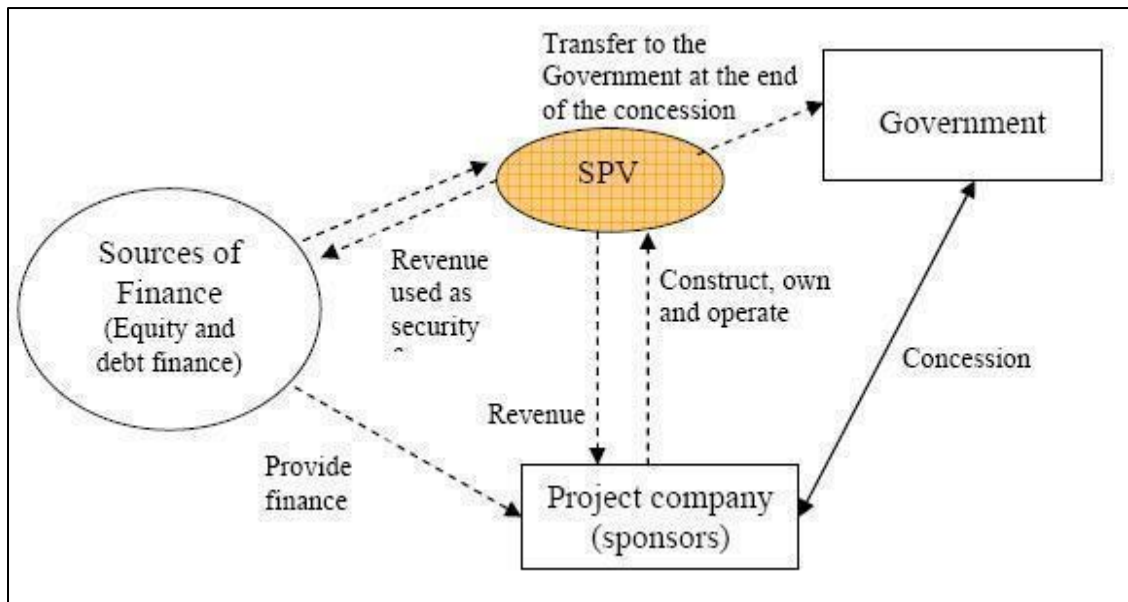 Transfer to the
Government at the end
of the concession
Government
SPV
Sources of
Finance
(Equity and
debt finance)
Revenue
used as
security
Construct, own
and operate
Concession
Revenue
Provide
finance
Project company
(sponsors)